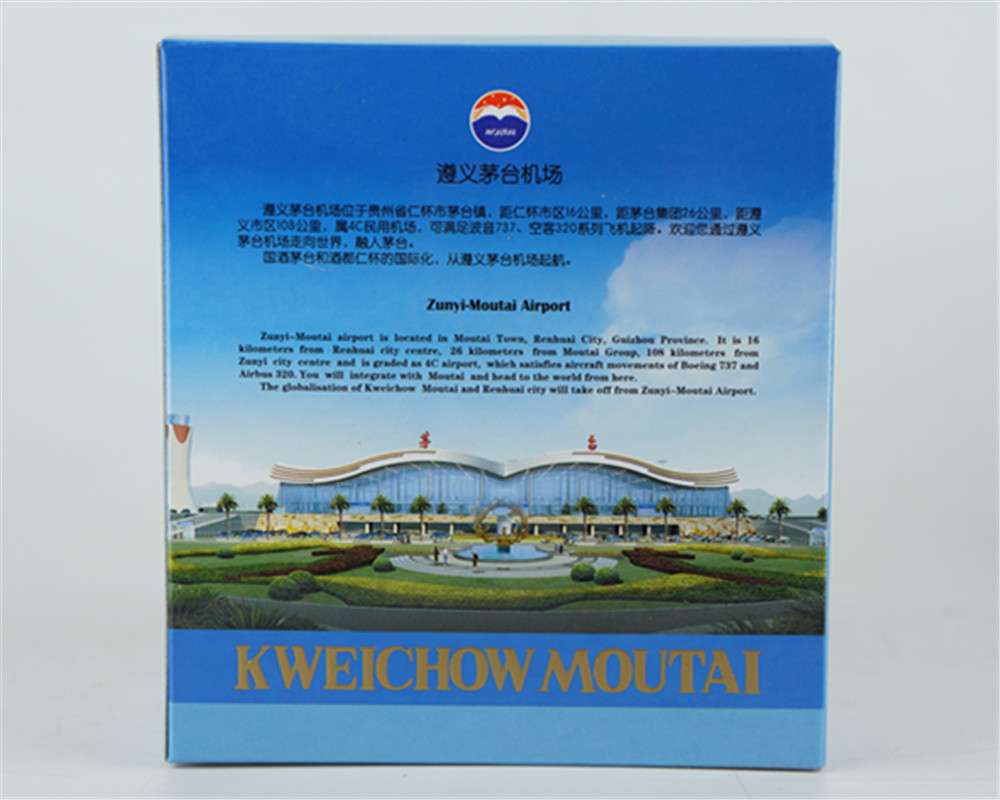 MOUTAI
遵义茅台机场
遵义茅台机场位于贵州省仁怀市茅台镇，距仁怀市区16公里，距茅台集团26公里，距遵
义市区108公里，属4C民用机场，可满足波音737、空客320系列飞机起降。欢迎您通过遵义
茅台机场走向世界，融入茅台。
国酒茅台和酒都仁怀的国际化，从遵义茅台机场起航。
Zunyi-Moutai Airport
Zunyi-Moutai airport is located in Moutai Town, Renhuai City, Guizhou Province. It is 16
kilometers from Renhuai city centre, 26 kilometers from Moutai Group, 108 kilometers from
Zunyi city centre and is graded as 4C airport, which satisfies aircraft movements of Boeing 737 and
Airbus 320. You will integrate with Moutai and head to the world from here.
The globalisation of Kweichow Moutai and Renhuai city will take off from Zunyi-Moutai Airport.
茅 台
KWEICHOW MOUTAI